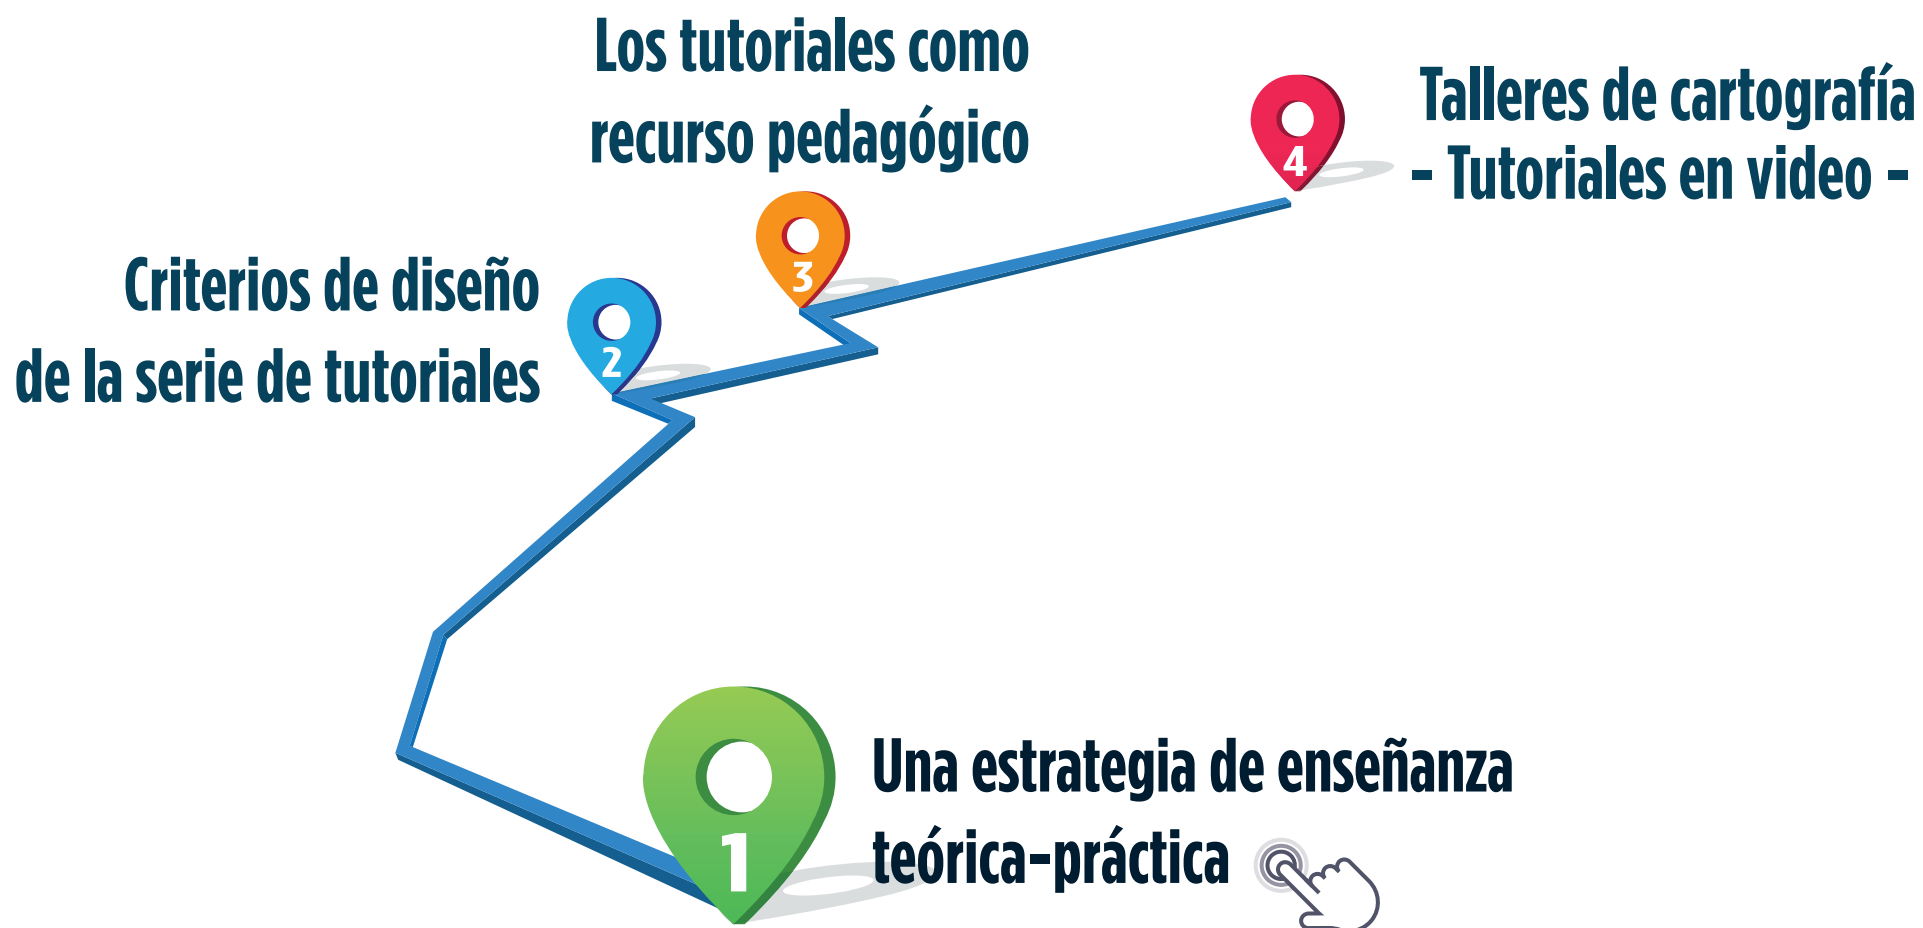 Los tutoriales como
recurso pedagógico
3
Talleres de cartografía
- Tutoriales en video -
4
Criterios de diseño
de la serie de tutoriales
2
1
Una estrategia de enseñanza
teórica-práctica